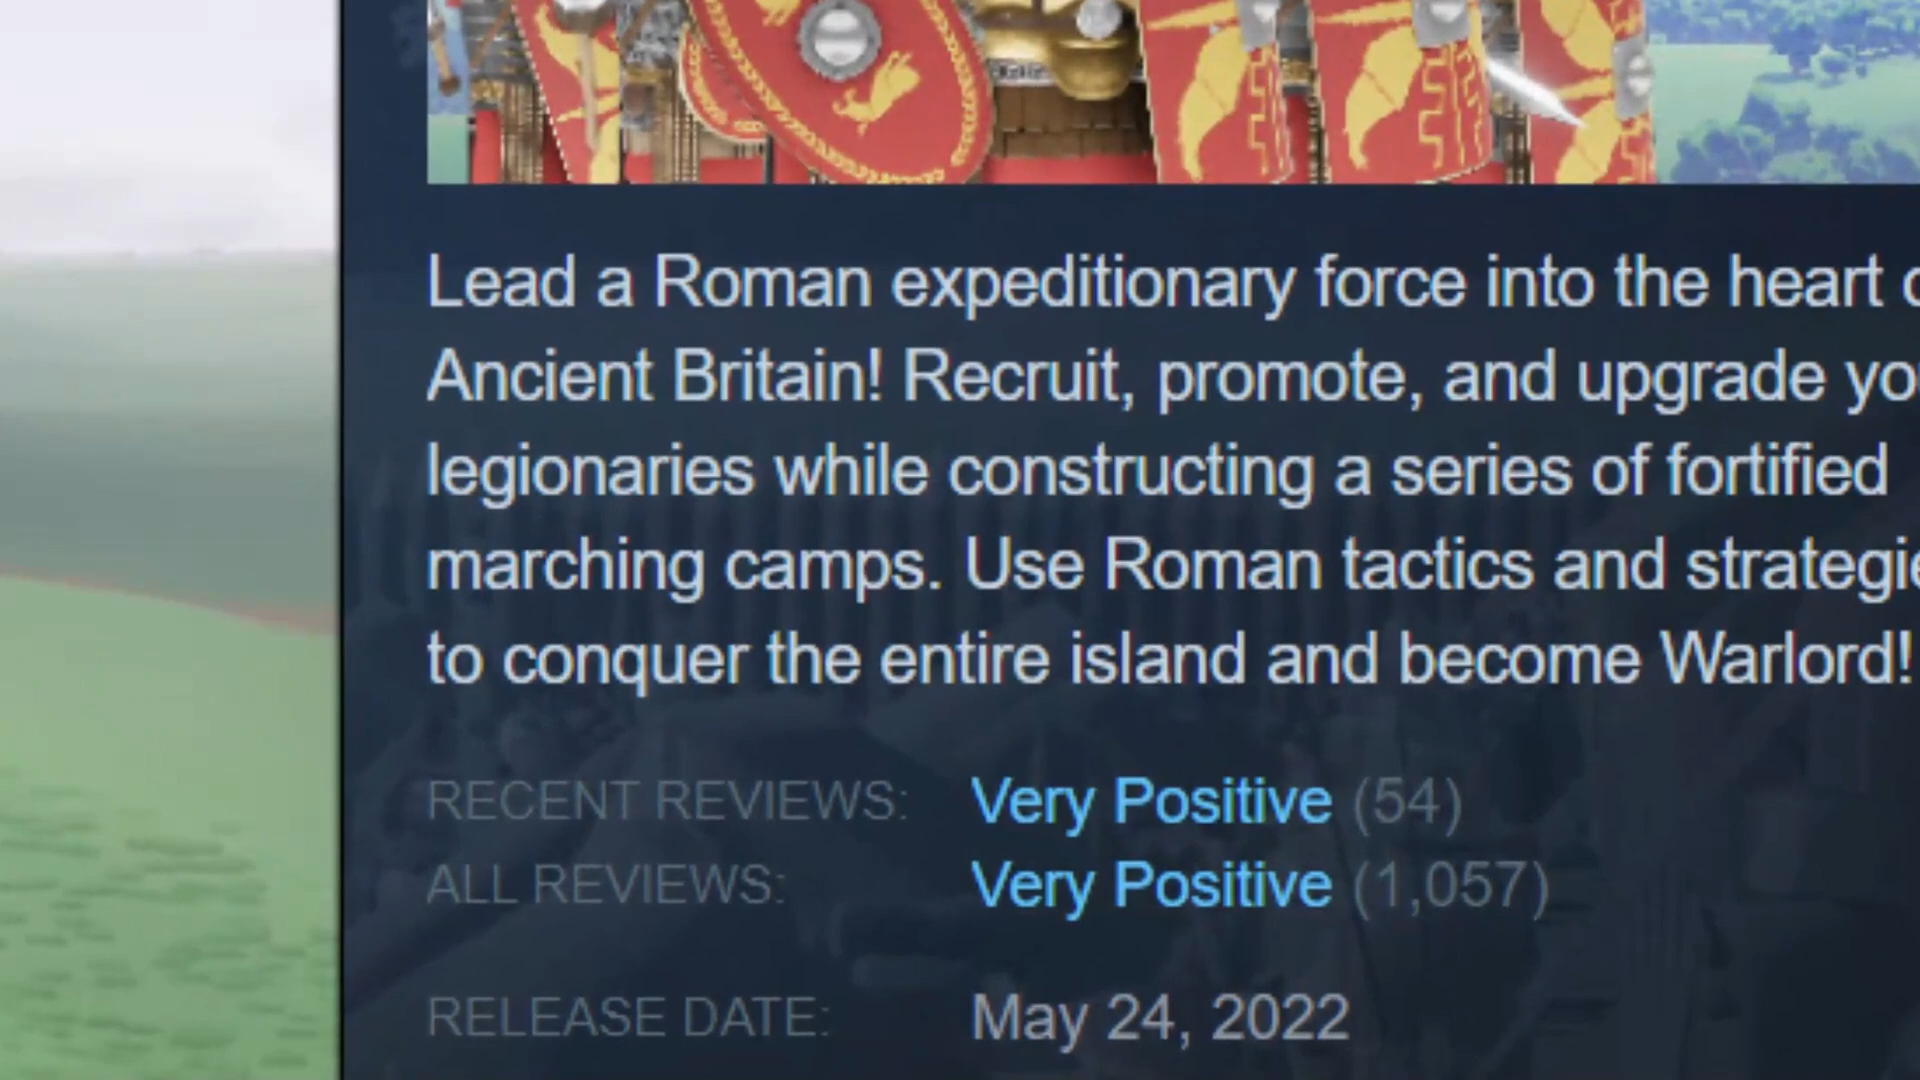 Lead a Roman expeditionary force into the heart
Ancient Britain! Recruit, promote, and upgrade
legionaries while constructing a series of fortified
marching camps. Use Roman tactics and
to conquer the entire island and become Warlord!
RECENT REVIEWS: Very Positive (54)
ALL REVIEWS: Very Positive (1,057)
RELEASE DATE: May 24, 2022